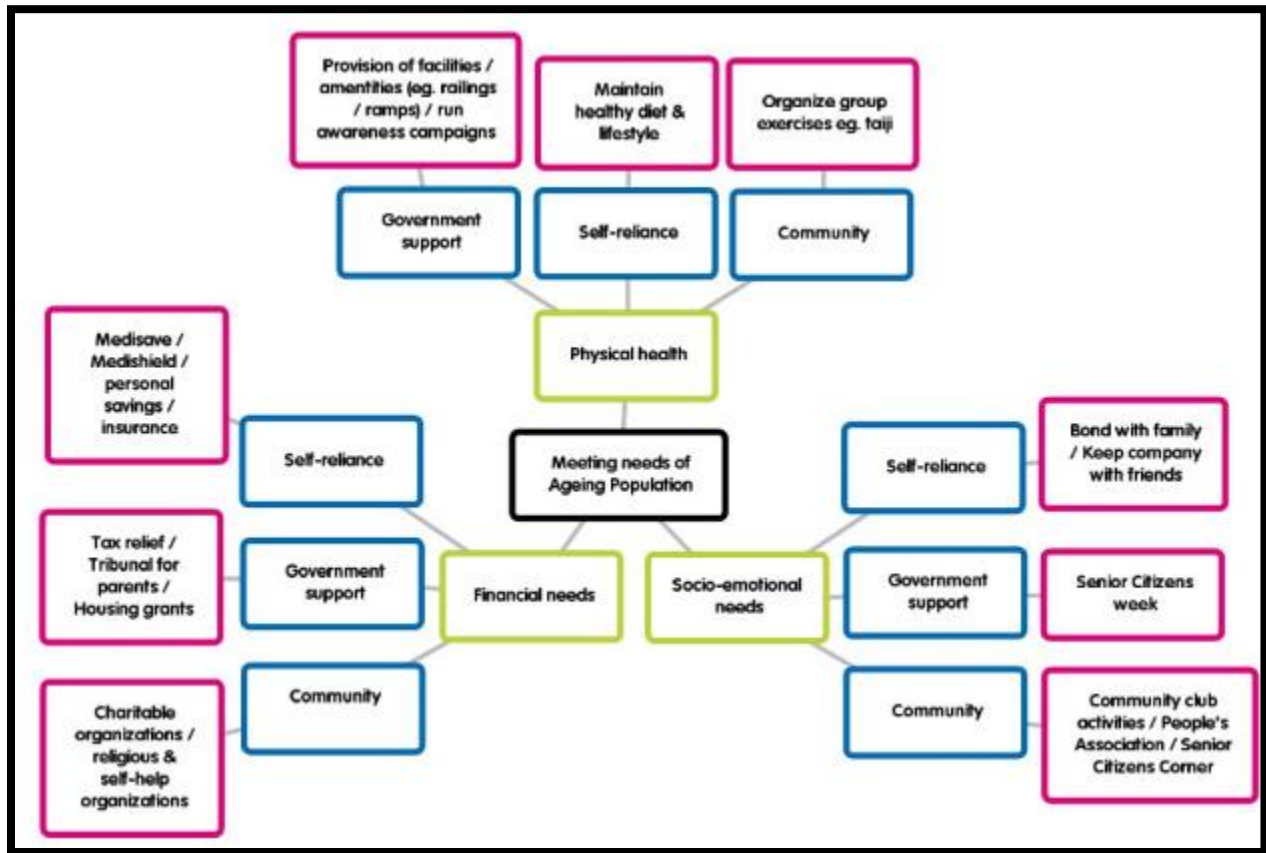 Provision of facilities /
amentities (eg. railings
/ ramps) / run
awareness campaigns
Maintain
healthy diet &
lifestyle
Organize group
exercises eg. taiji
Government
support
Self-reliance
Community
Physical health
Medisave /
Medishield /
personal
savings /
insurance
Self-reliance
Meeting needs of
Ageing Population
Self-reliance
Bond with family
/ Keep company
with friends
Tax relief /
Tribunal for
parents /
Housing grants
Government
support
Financial needs
Socio-emotional
needs
Government
support
Senior Citizens
week
Charitable
organizations /
religious &
self-help
organizations
Community
Community
Community club
activities / People's
Association / Senior
Citizens Corner